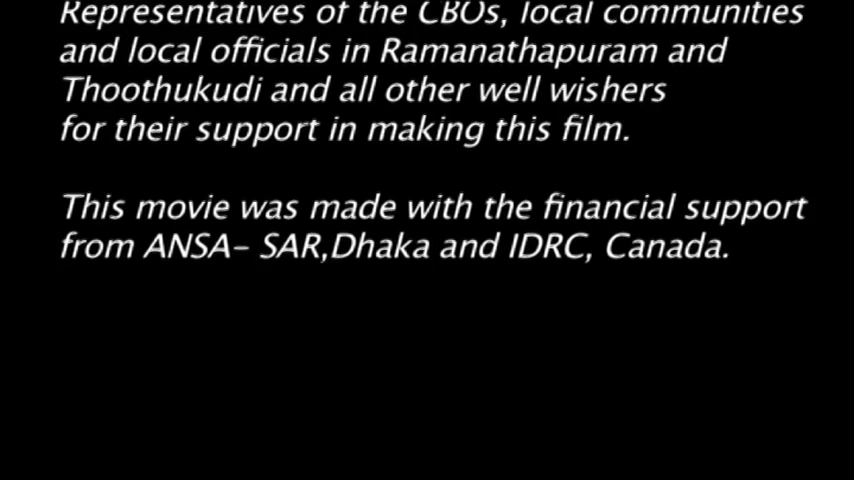 Representatives of the CBOs, local communities
and local officials in Ramanathapuram and
Thoothukudi and all other well wishers
for their support in making this film.
This movie was made with the financial support
from ANSA- SAR,Dhaka and IDRC, Canada.